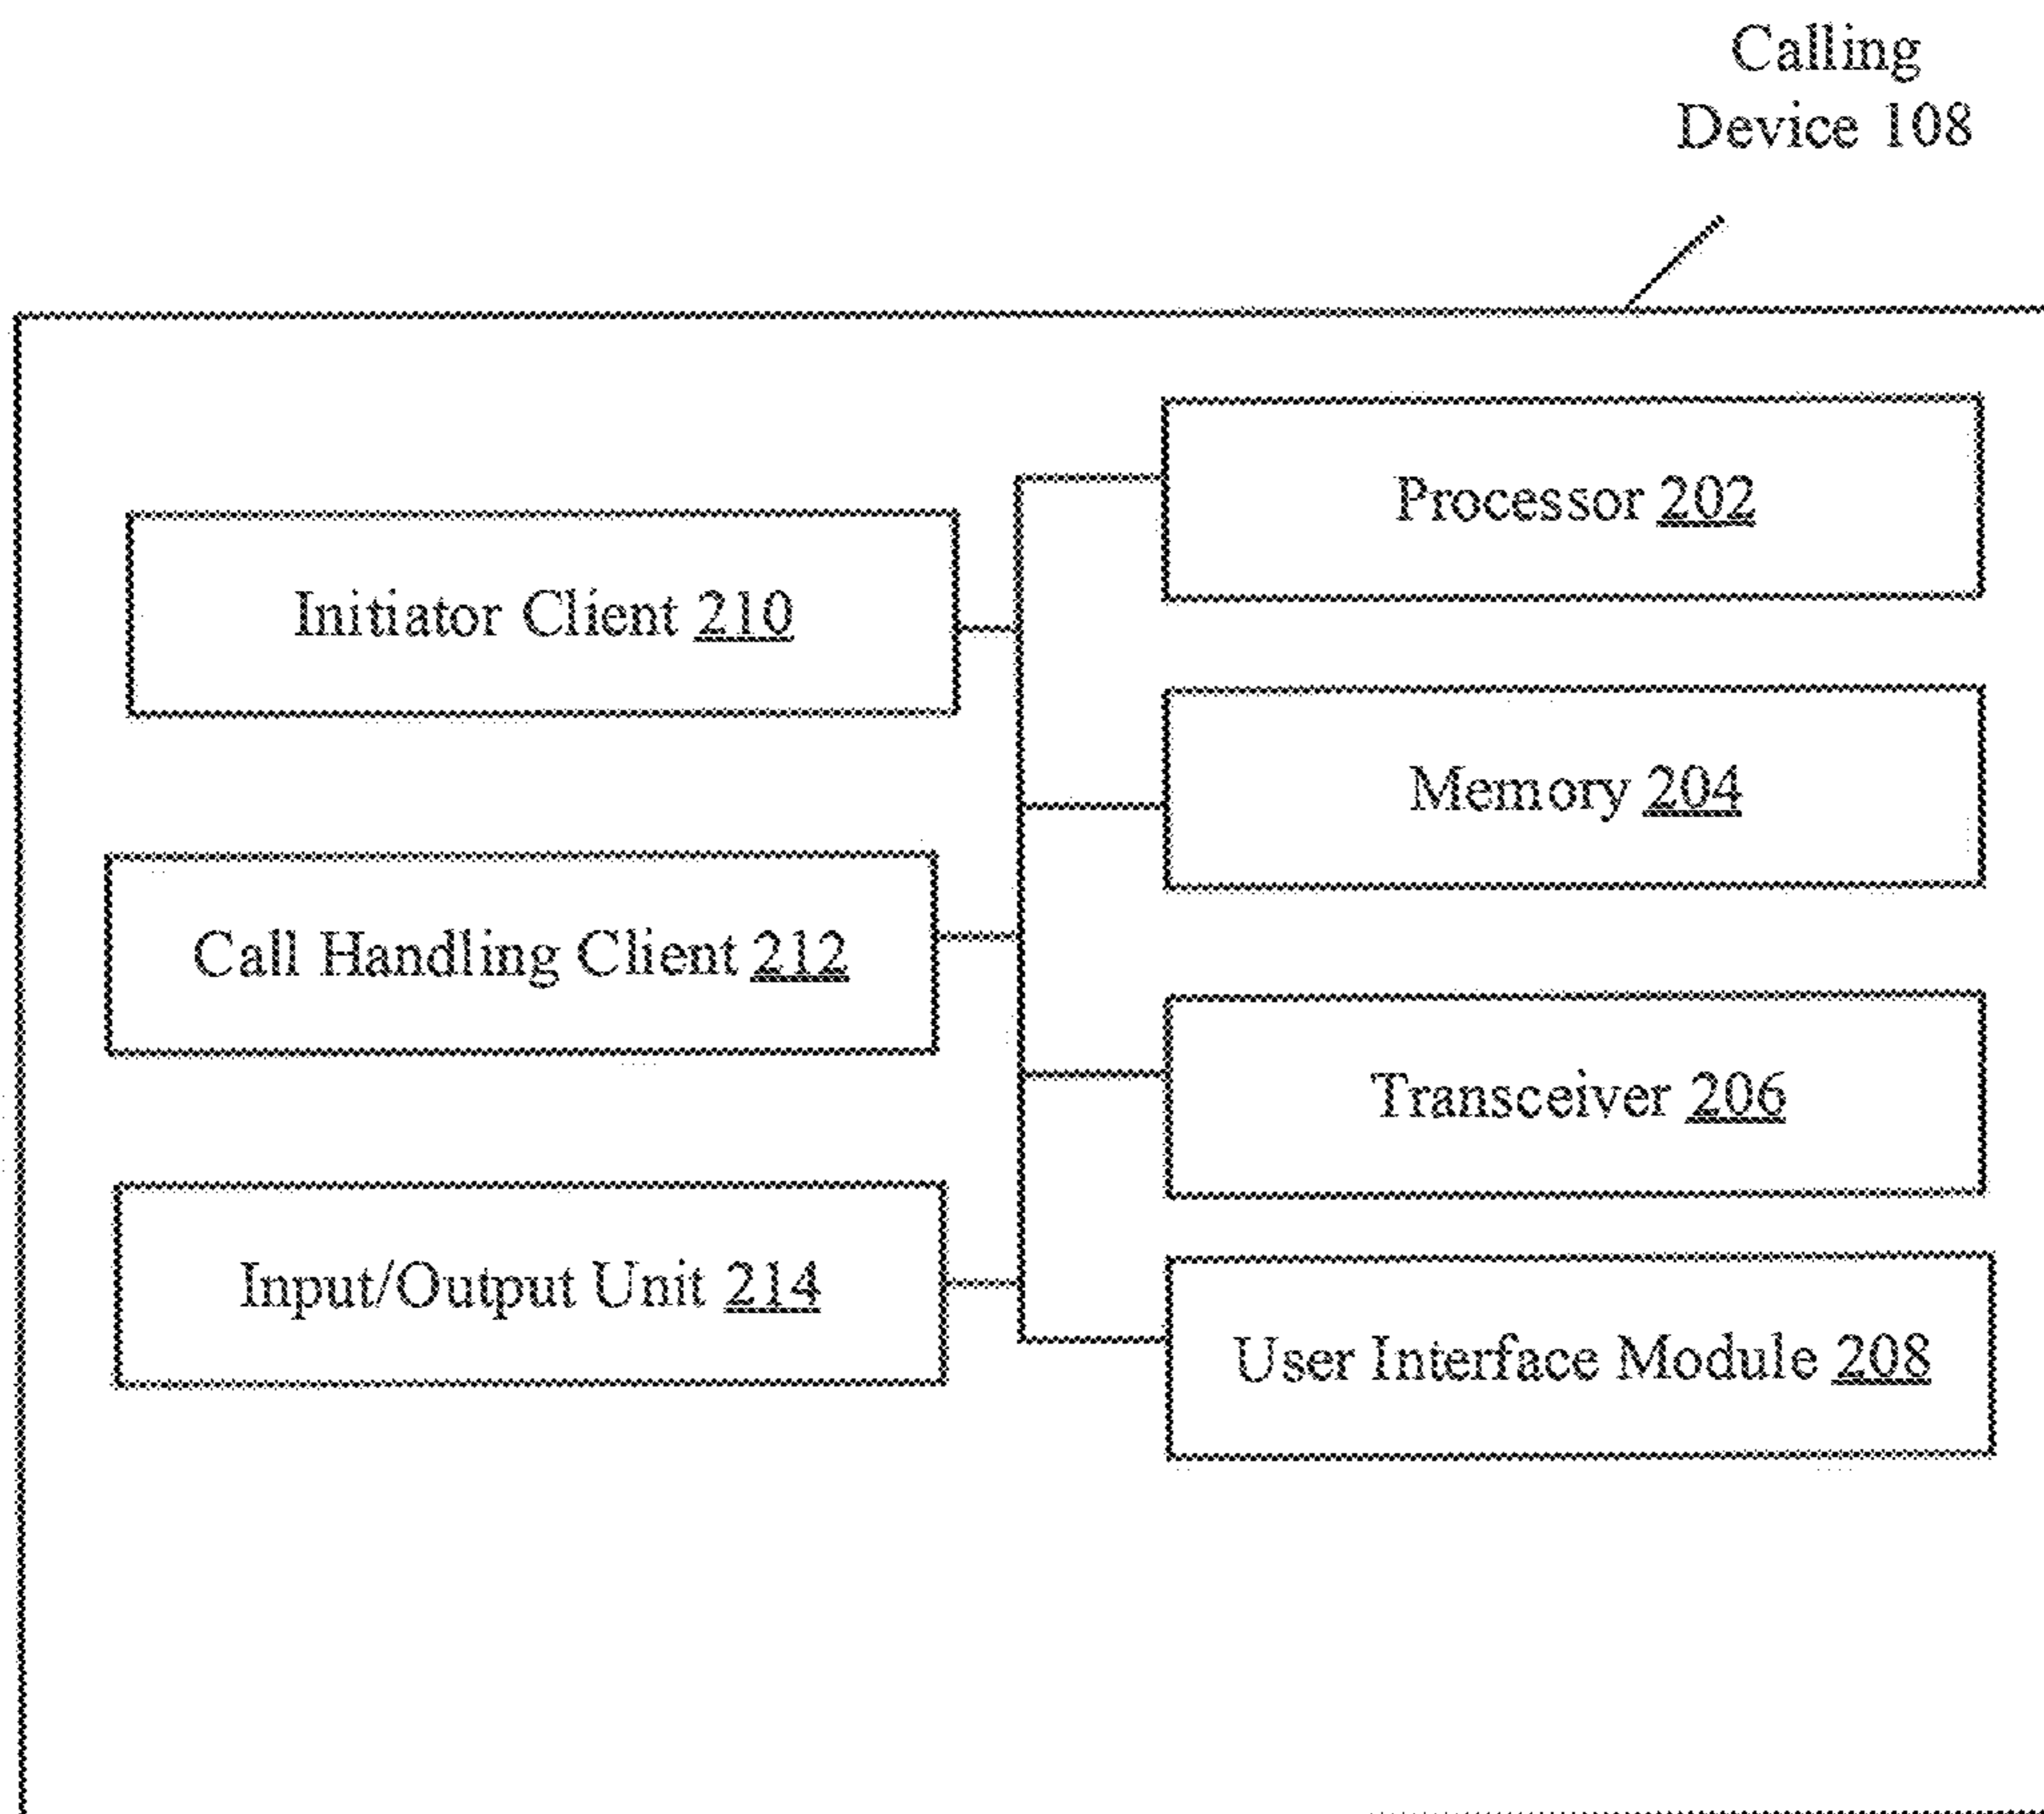 Calling
Device 108
Processor 202
Initiator Client 210
Memory 204
Call Handling Client 212
Transceiver 206
Input/Output Unit 214
User Interface Module 208